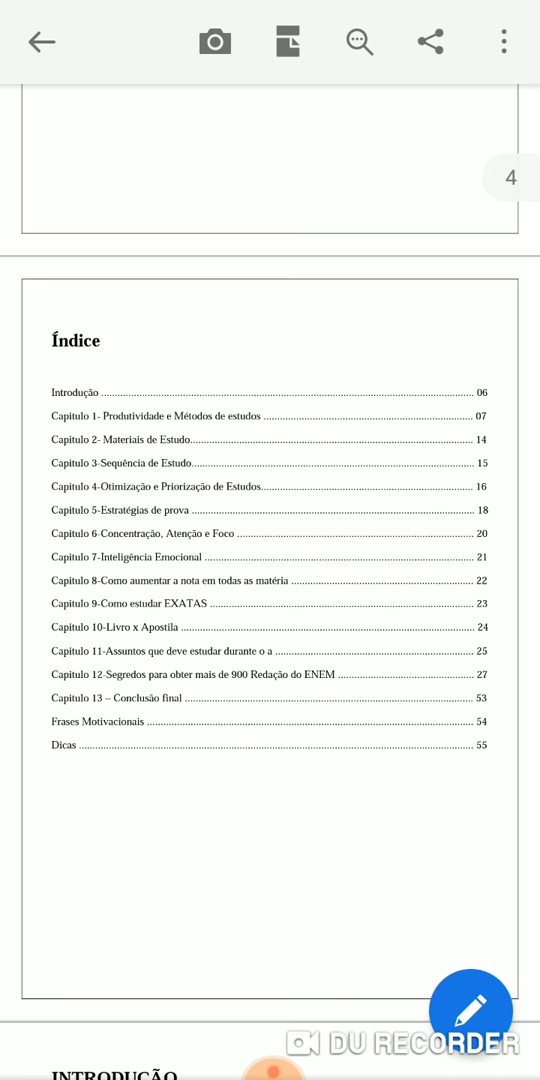 4
Índice
Introdução ........................................................ 06
Capitulo 1- Produtividade e Métodos de estudos ........................................................ 07
Capitulo 2- Materiais de Estudo........................................................ 14
Capitulo 3-Sequência de Estudo........................................................ 15
Capitulo 4-Otimização e Priorização de Estudos........................................................ 16
Capitulo 5-Estratégias de prova ........................................................ 18
Capitulo 6-Concentração, Atenção e Foco ........................................................ 20
Capitulo 7-Inteligência Emocional ........................................................ 21
Capitulo 8-Como aumentar a nota em todas as matéria ........................................................ 22
Capitulo 9-Como estudar EXATAS ........................................................ 23
Capitulo 10-Livro x Apostila ........................................................ 24
Capitulo 11-Assuntos que deve estudar durante o a ........................................................ 25
Capitulo 12-Segredos para obter mais de 900 Redação do ENEM ........................................................ 27
Capitulo 13 – Conclusão final ........................................................ 53
Frases Motivacionais ........................................................ 54
Dicas ........................................................ 55
DU RECORDER
INTRODUÇÃO